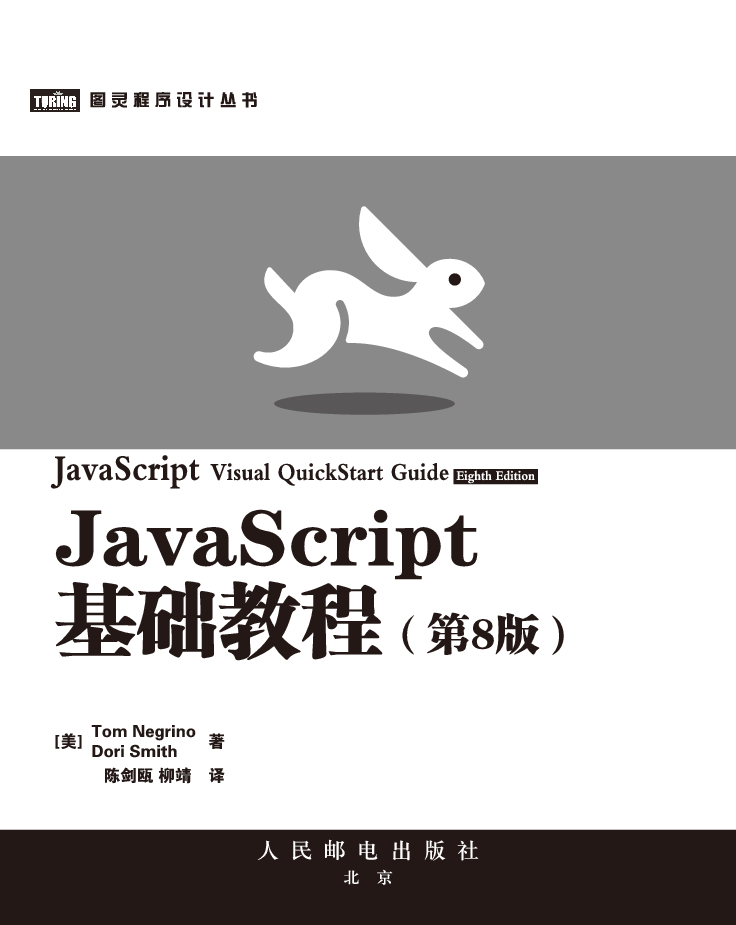 TURING 图灵程序设计丛书
JavaScript Visual QuickStart Guide Eighth Edition
JavaScript
基础教程（第8版）
[美] Tom Negrino 著
Dori Smith
陈剑瓯 柳靖 译
人民邮电出版社
北京